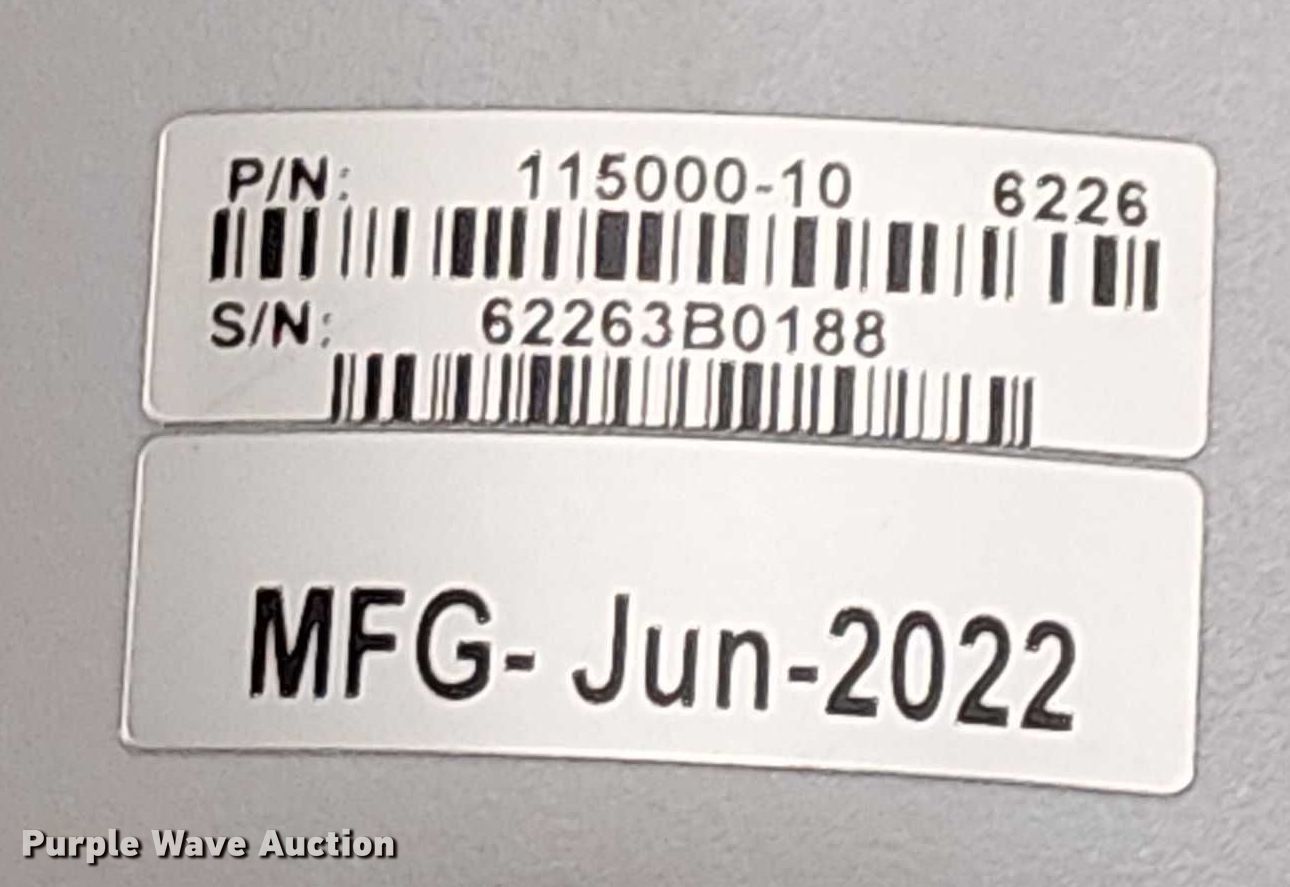 P/N: 115000-10 6226
S/N: 62263B0188
MFG- Jun-2022
Purple Wave Auction